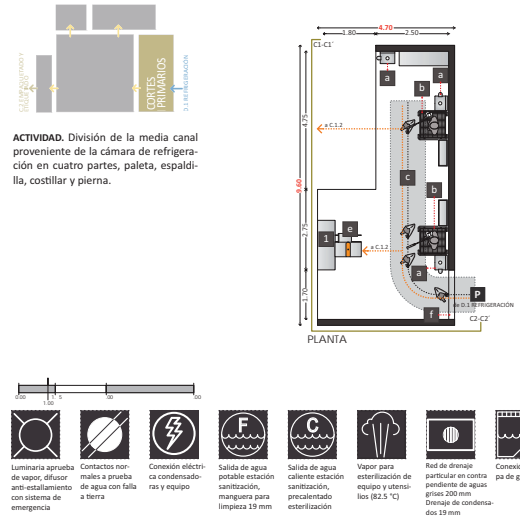 CORTES
PRIMARIOS
3.1 REFRIGERACIÓN
ACTIVIDAD. División de la media canal
proveniente de la cámara de refrigera-
ción en cuatro partes, paleta, espaldi-
lla, costillar y pierna.
4.70
1.80
2.50
C1-C1´
a
a
b
4.75
a C.1.2
c
9.60
b
1
e
2.75
a C.1.2
a
1.70
P
de D.1 REFRIGERACIÓN
f
C2-C2´
PLANTA
1.00
Luminaria aprueba
de vapor, difusor
anti-estallamiento
con sistema de
emergencia
Contactos nor-
males a prueba
de agua con falla
a tierra
Conexión eléctri-
ca condensado-
ras y equipo
F
Salida de agua
potable estación
sanitización,
manguera para
limpieza 19 mm
C
Salida de agua
caliente estación
sanitización,
precalentado
esterilización
Vapor para
esterilización de
equipo y utensi-
lios (82.5 °C)
Red de drenaje
particular en contra
pendiente de aguas
grises 200 mm
Drenaje de condensa-
dos 19 mm